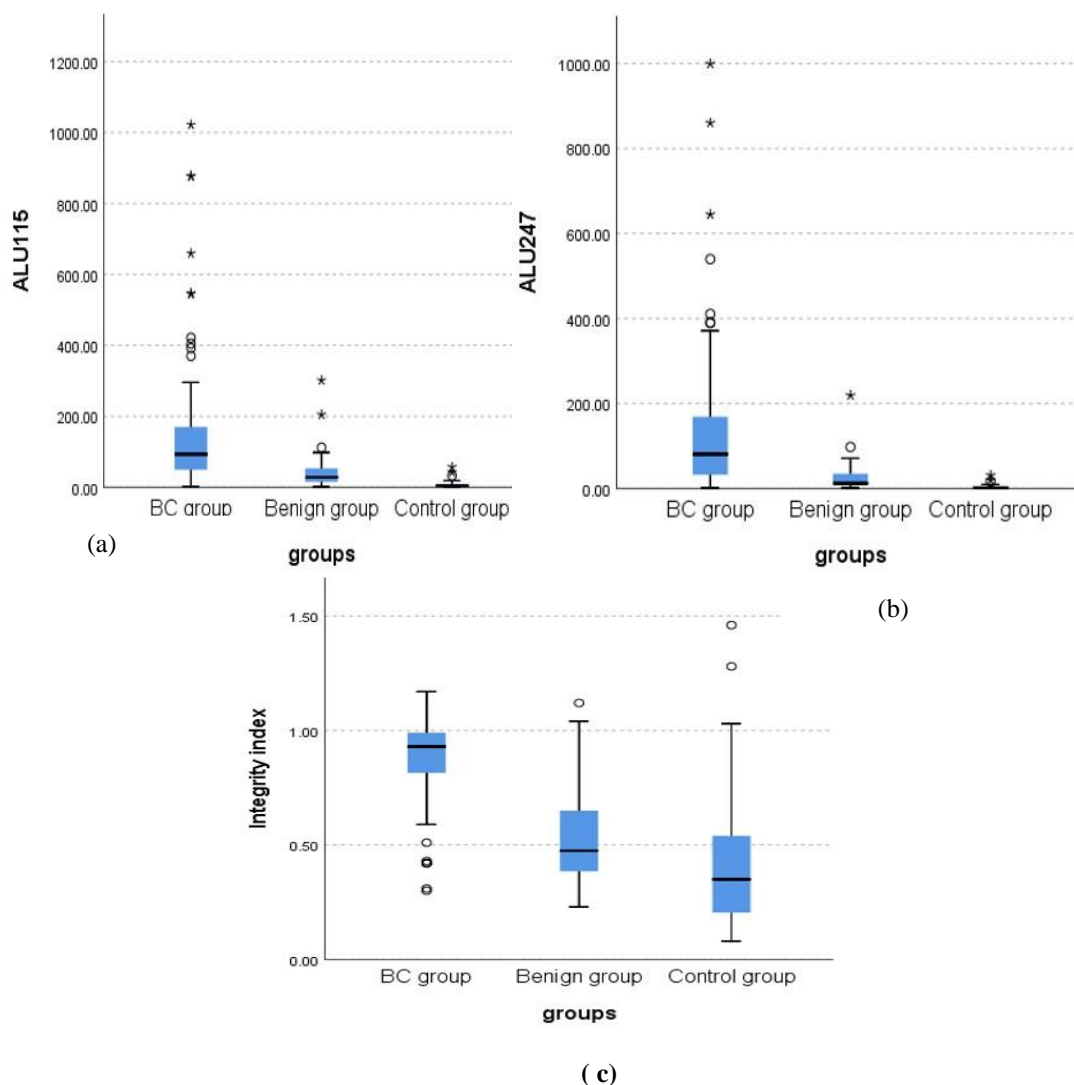 1200.00
1000.00
800.00
600.00
400.00
200.00
0.00
ALU115
BC group Benign group Control group
groups
(a)
1000.00
800.00
600.00
400.00
200.00
0.00
ALU247
BC group Benign group Control group
groups
(b)
1.50
1.00
0.50
0.00
Integrity index
BC group Benign group Control group
groups
( c)